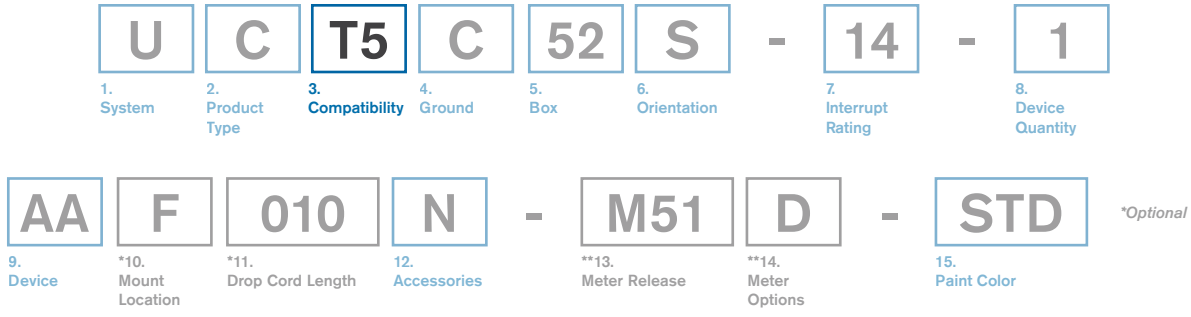 U C T5 C 52 S - 14 - 1
1. 2. 3. 4. 5. 6. 7. 8.
System Product Compatibility Ground Box Orientation Interrupt Device
Type Rating Quantity
AA F 010 N - M51 D - STD *Optional
9. *10. *11. 12. **13. **14. 15.
Device Mount Drop Cord Length Accessories Meter Release Meter Paint Color
Location Options